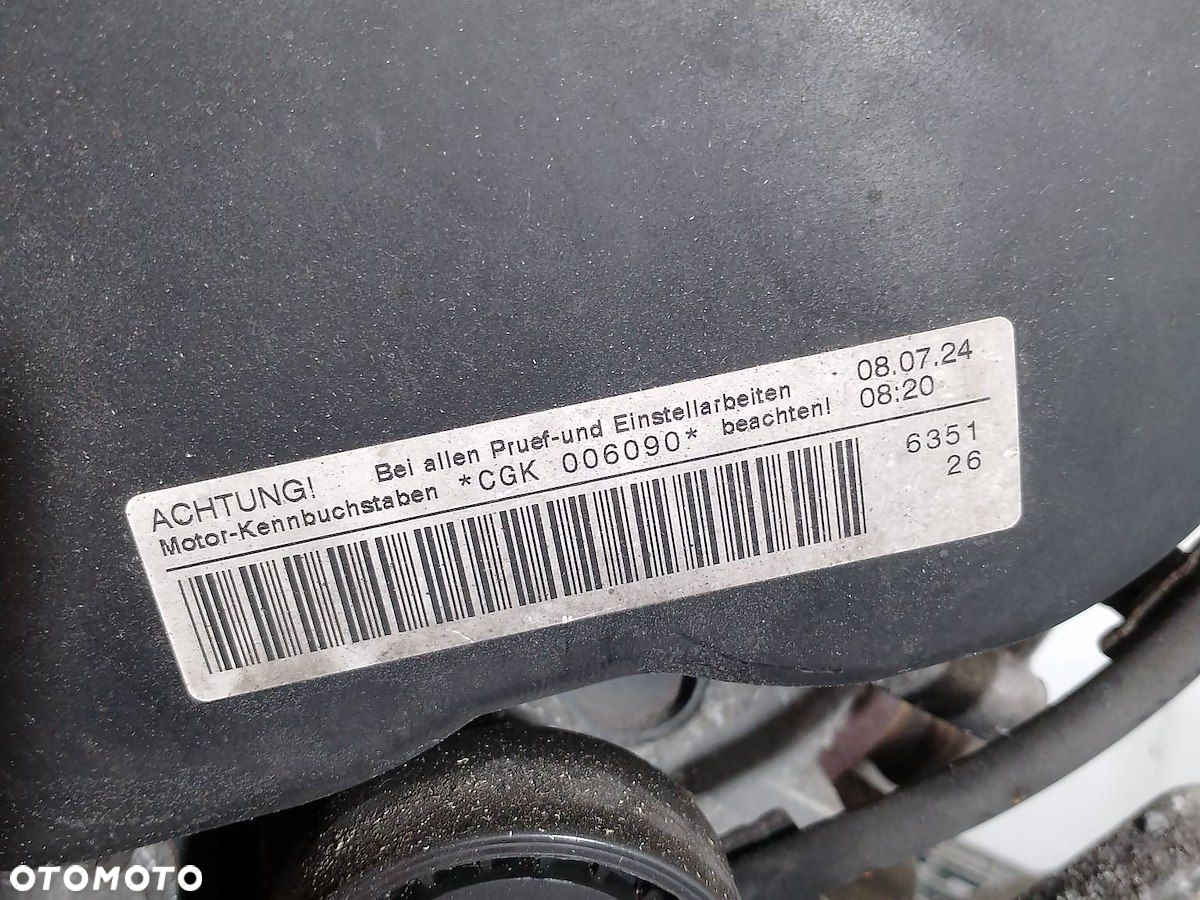 ACHTUNG! Bei allen Pruef-und Einstellarbeiten 08.07.24
Motor-Kennbuchstaben *CGK 006090* beachten! 08:20
6351
26
OTOMOTO